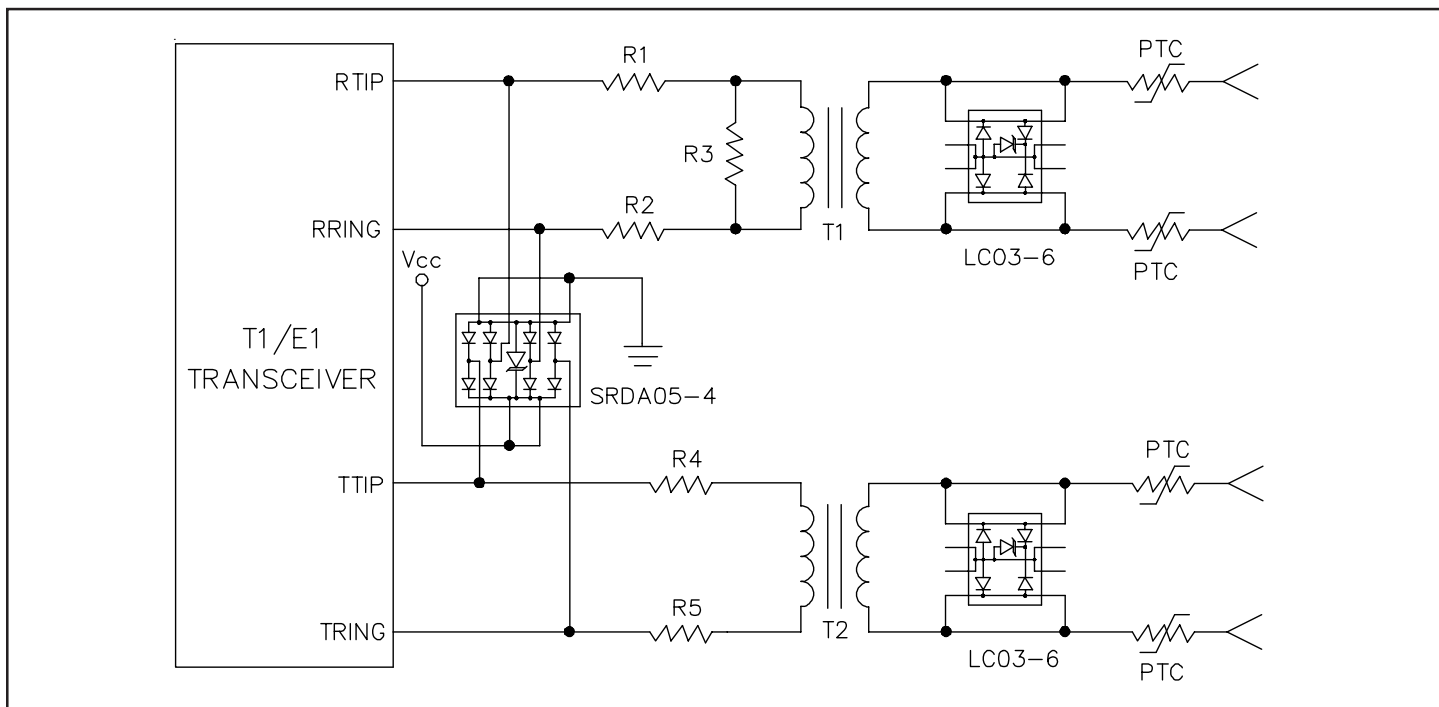 PTC
R1
RTIP
R3
R2
T1
RRING
LC03-6
PTC
Vcc
T1/E1
TRANSCEIVER
SRDA05-4
PTC
R4
TTIP
R5
TRING
T2
LC03-6
PTC